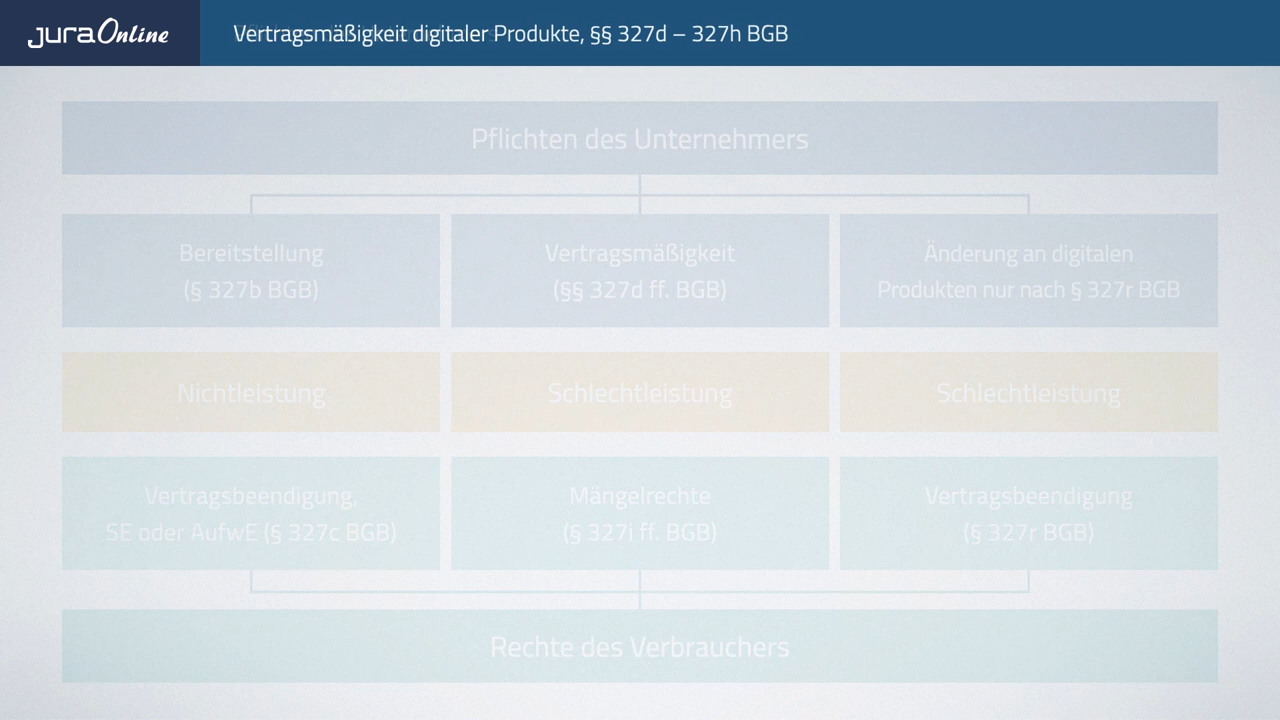 juraOnline
Vertragsmäßigkeit digitaler Produkte, §§ 327d – 327h BGB
Pflichten des Unternehmers
Bereitstellung
(§ 327b BGB)
Vertragsmäßigkeit
(§§ 327d ff. BGB)
Änderung an digitalen
Produkten nur nach § 327r BGB
Nichtleistung
Schlechtleistung
Schlechtleistung
Vertragsbeendigung,
SE oder AufwE (§ 327c BGB)
Mängelrechte
(§ 327i ff. BGB)
Vertragsbeendigung
(§ 327r BGB)
Rechte des Verbrauchers